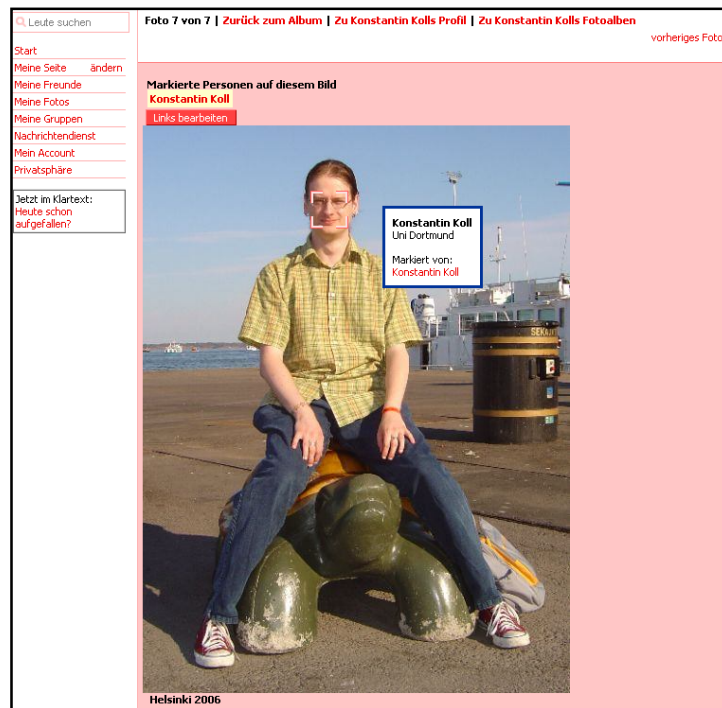 Leute suchen
Foto 7 von 7 | Zurück zum Album | Zu Konstantin Kolls Profil | Zu Konstantin Kolls Fotoalben
vorheriges Foto
Start
Meine Seite ändern
Meine Freunde
Meine Fotos
Meine Gruppen
Nachrichtendienst
Mein Account
Privatsphäre
Jetzt im Klartext:
Heute schon
aufgefallen?
Markierte Personen auf diesem Bild
Konstantin Koll
Links bearbeiten
Konstantin Koll
Uni Dortmund
Markiert von:
Konstantin Koll
Helsinki 2006